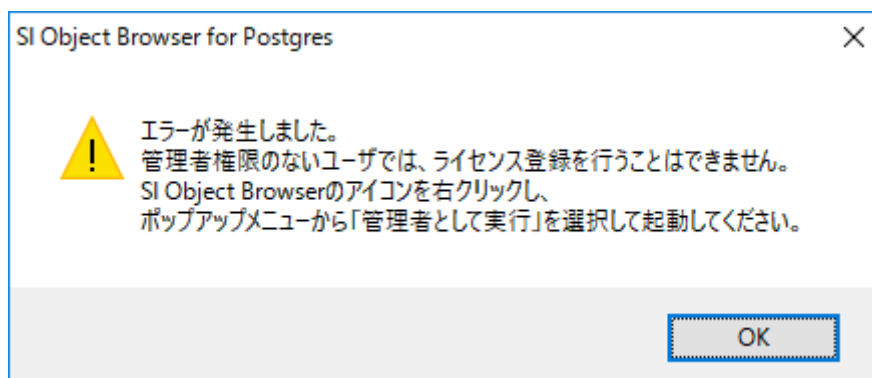 SI Object Browser for Postgres
エラーが発生しました。
管理者権限のないユーザでは、ライセンス登録を行うことはできません。
SI Object Browserのアイコンを右クリックし、
ポップアップメニューから「管理者として実行」を選択して起動してください。
OK